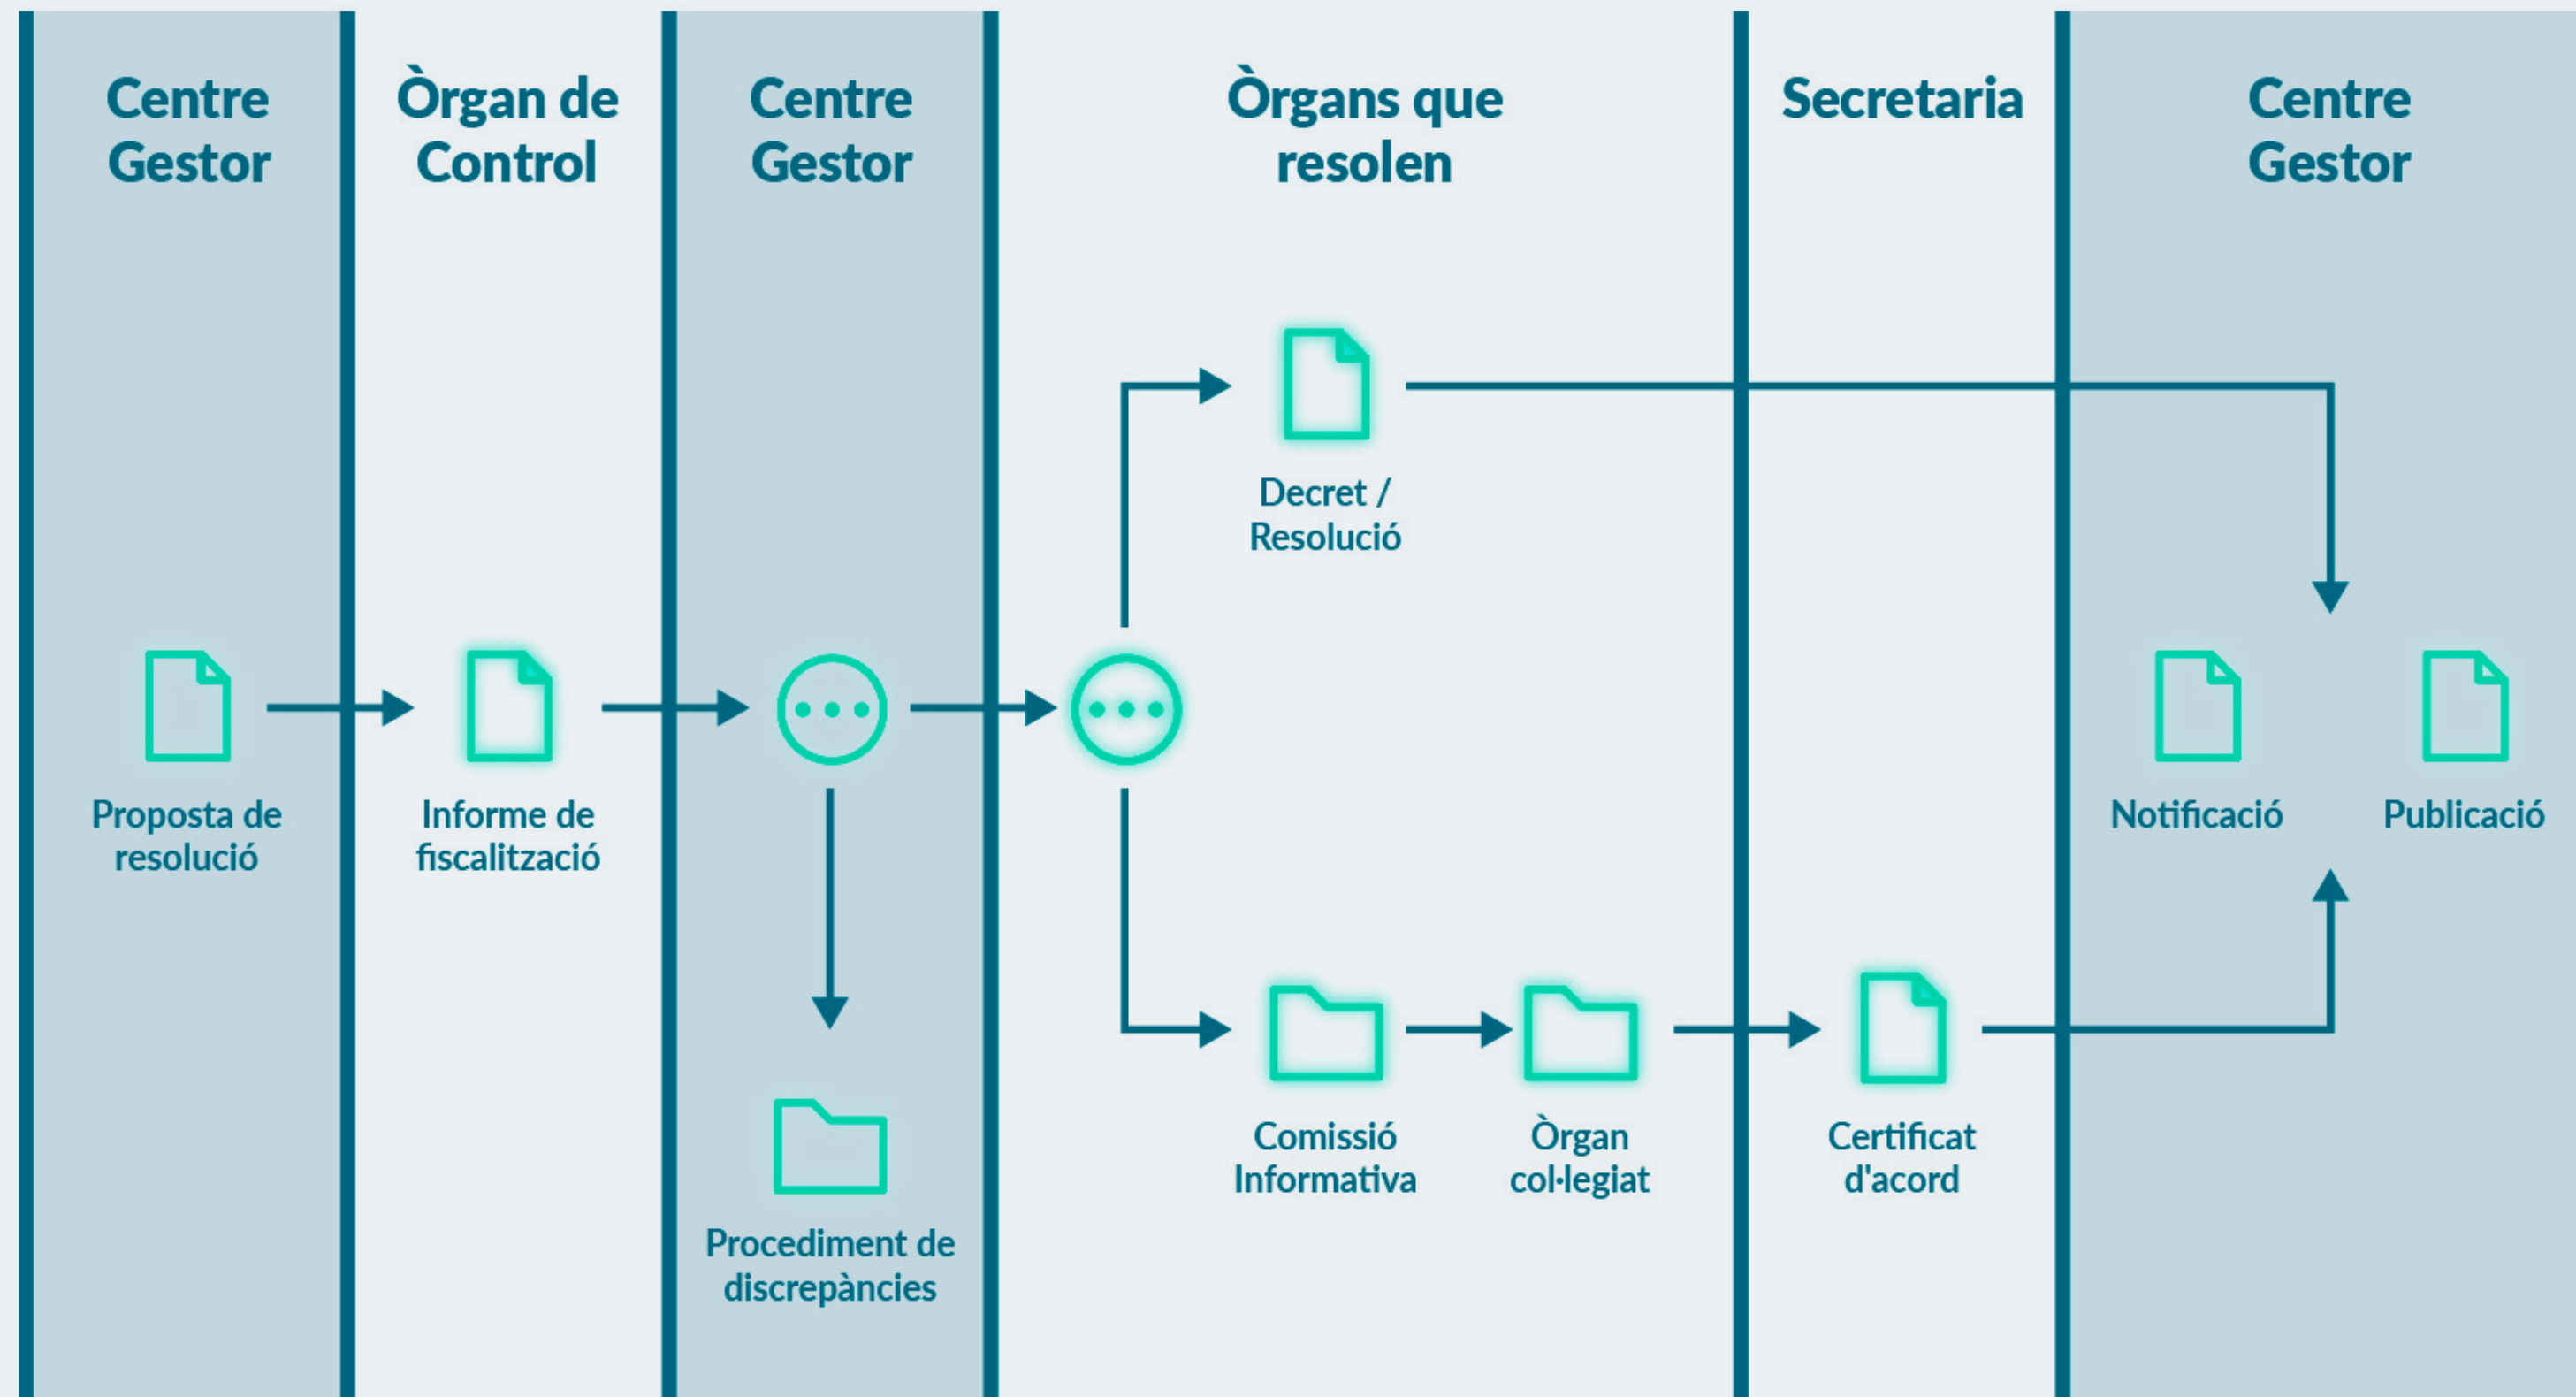 Centre
Gestor
Òrgan de
Control
Centre
Gestor
Òrgans que
resolen
Secretaria
Centre
Gestor
Decret /
Resolució
Proposta de
resolució
Informe de
fiscalització
Notificació
Publicació
Comissió
Informativa
Òrgan
col·legiat
Certificat
d'acord
Procediment de
discrepàncies